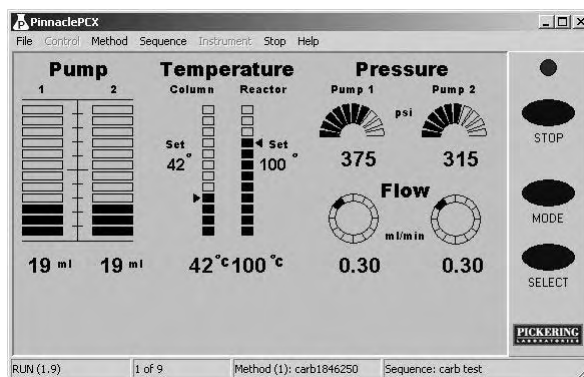 PinnaclePCX
File Control Method Sequence Instrument Stop Help
Pump Temperature Pressure
1 2 Column Reactor Pump 1 Pump 2
psi
STOP
Set 42° Set 100°
375 315
Flow
MODE
ml/min
19 ml 19 ml 42°C 100°C 0.30 0.30
SELECT
PICKERING
LABORATORIES
RUN (1.9) 1 of 9 Method (1): carb1846250 Sequence: carb test